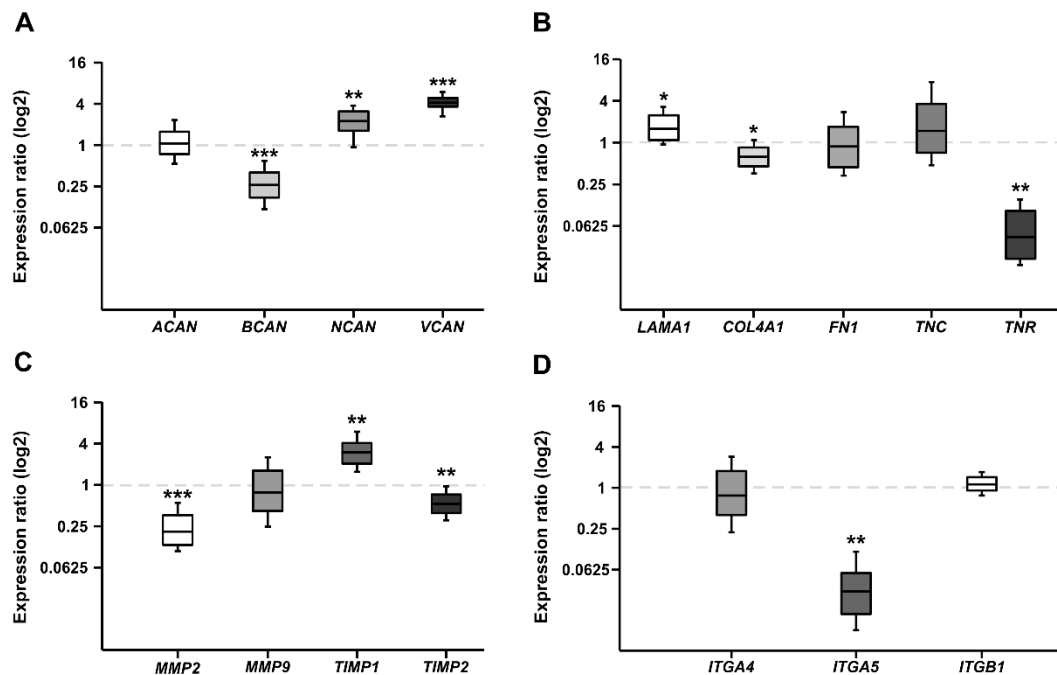 A
Expression ratio (log2)
16
4
1
0.25
0.0625
***
**
***
ACAN BCAN NCAN VCAN
B
Expression ratio (log2)
16
4
1
0.25
0.0625
*
*
**
LAMA1 COL4A1 FN1 TNC TNR
C
Expression ratio (log2)
16
4
1
0.25
0.0625
***
**
**
MMP2 MMP9 TIMP1 TIMP2
D
Expression ratio (log2)
16
4
1
0.25
0.0625
**
ITGA4 ITGA5 ITGB1